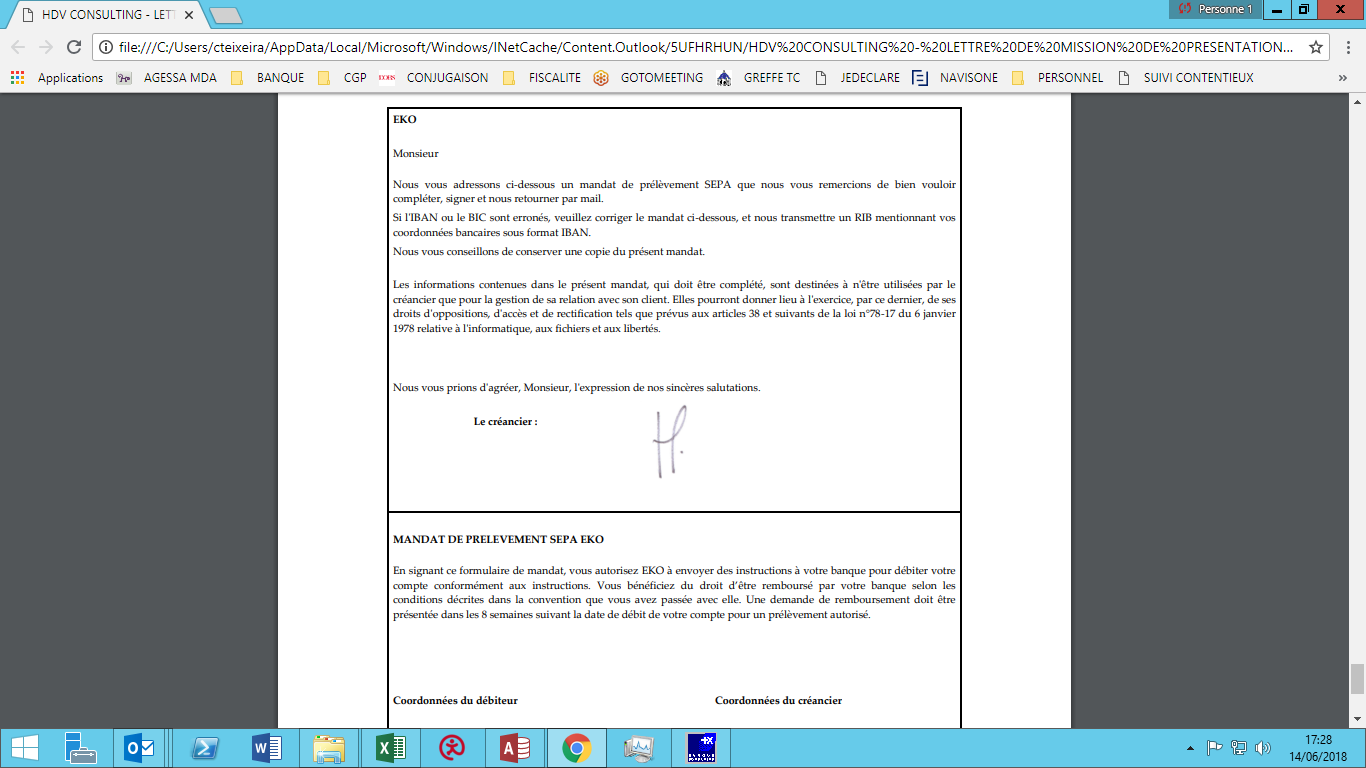 HDV CONSULTING - LET
Personne 1
file:///C:/Users/cteixeira/AppData/Local/Microsoft/Windows/INetCache/Content.Outlook/5UFHRHUN/HDV%20CONSULTING%20-%20LETTRE%20DE%20MISSION%20DE%20PRESENTATION...
Applications AGESSA MDA BANQUE CGP CONJUGAISON FISCALITE GOTOMEETING GREFFE TC JEDECLARE NAVISONE PERSONNEL SUIVI CONTENTIEUX »
EKO
Monsieur
Nous vous adressons ci-dessous un mandat de prélèvement SEPA que nous vous remercions de bien vouloir
compléter, signer et nous retourner par mail.
Si l'IBAN ou le BIC sont erronés, veuillez corriger le mandat ci-dessous, et nous transmettre un RIB mentionnant vos
coordonnées bancaires sous format IBAN.
Nous vous conseillons de conserver une copie du présent mandat.
Les informations contenues dans le présent mandat, qui doit être complété, sont destinées à n'être utilisées par le
créancier que pour la gestion de sa relation avec son client. Elles pourront donner lieu à l'exercice, par ce dernier, de ses
droits d'oppositions, d'accès et de rectification tels que prévus aux articles 38 et suivants de la loi n°78-17 du 6 janvier
1978 relative à l'informatique, aux fichiers et aux libertés.
Nous vous prions d'agréer, Monsieur, l'expression de nos sincères salutations.
Le créancier :
H.
MANDAT DE PRELEVEMENT SEPA EKO
En signant ce formulaire de mandat, vous autorisez EKO à envoyer des instructions à votre banque pour débiter votre
compte conformément aux instructions. Vous bénéficiez du droit d’être remboursé par votre banque selon les
conditions décrites dans la convention que vous avez passée avec elle. Une demande de remboursement doit être
présentée dans les 8 semaines suivant la date de débit de votre compte pour un prélèvement autorisé.
Coordonnées du débiteur Coordonnées du créancier
17:28
14/06/2018